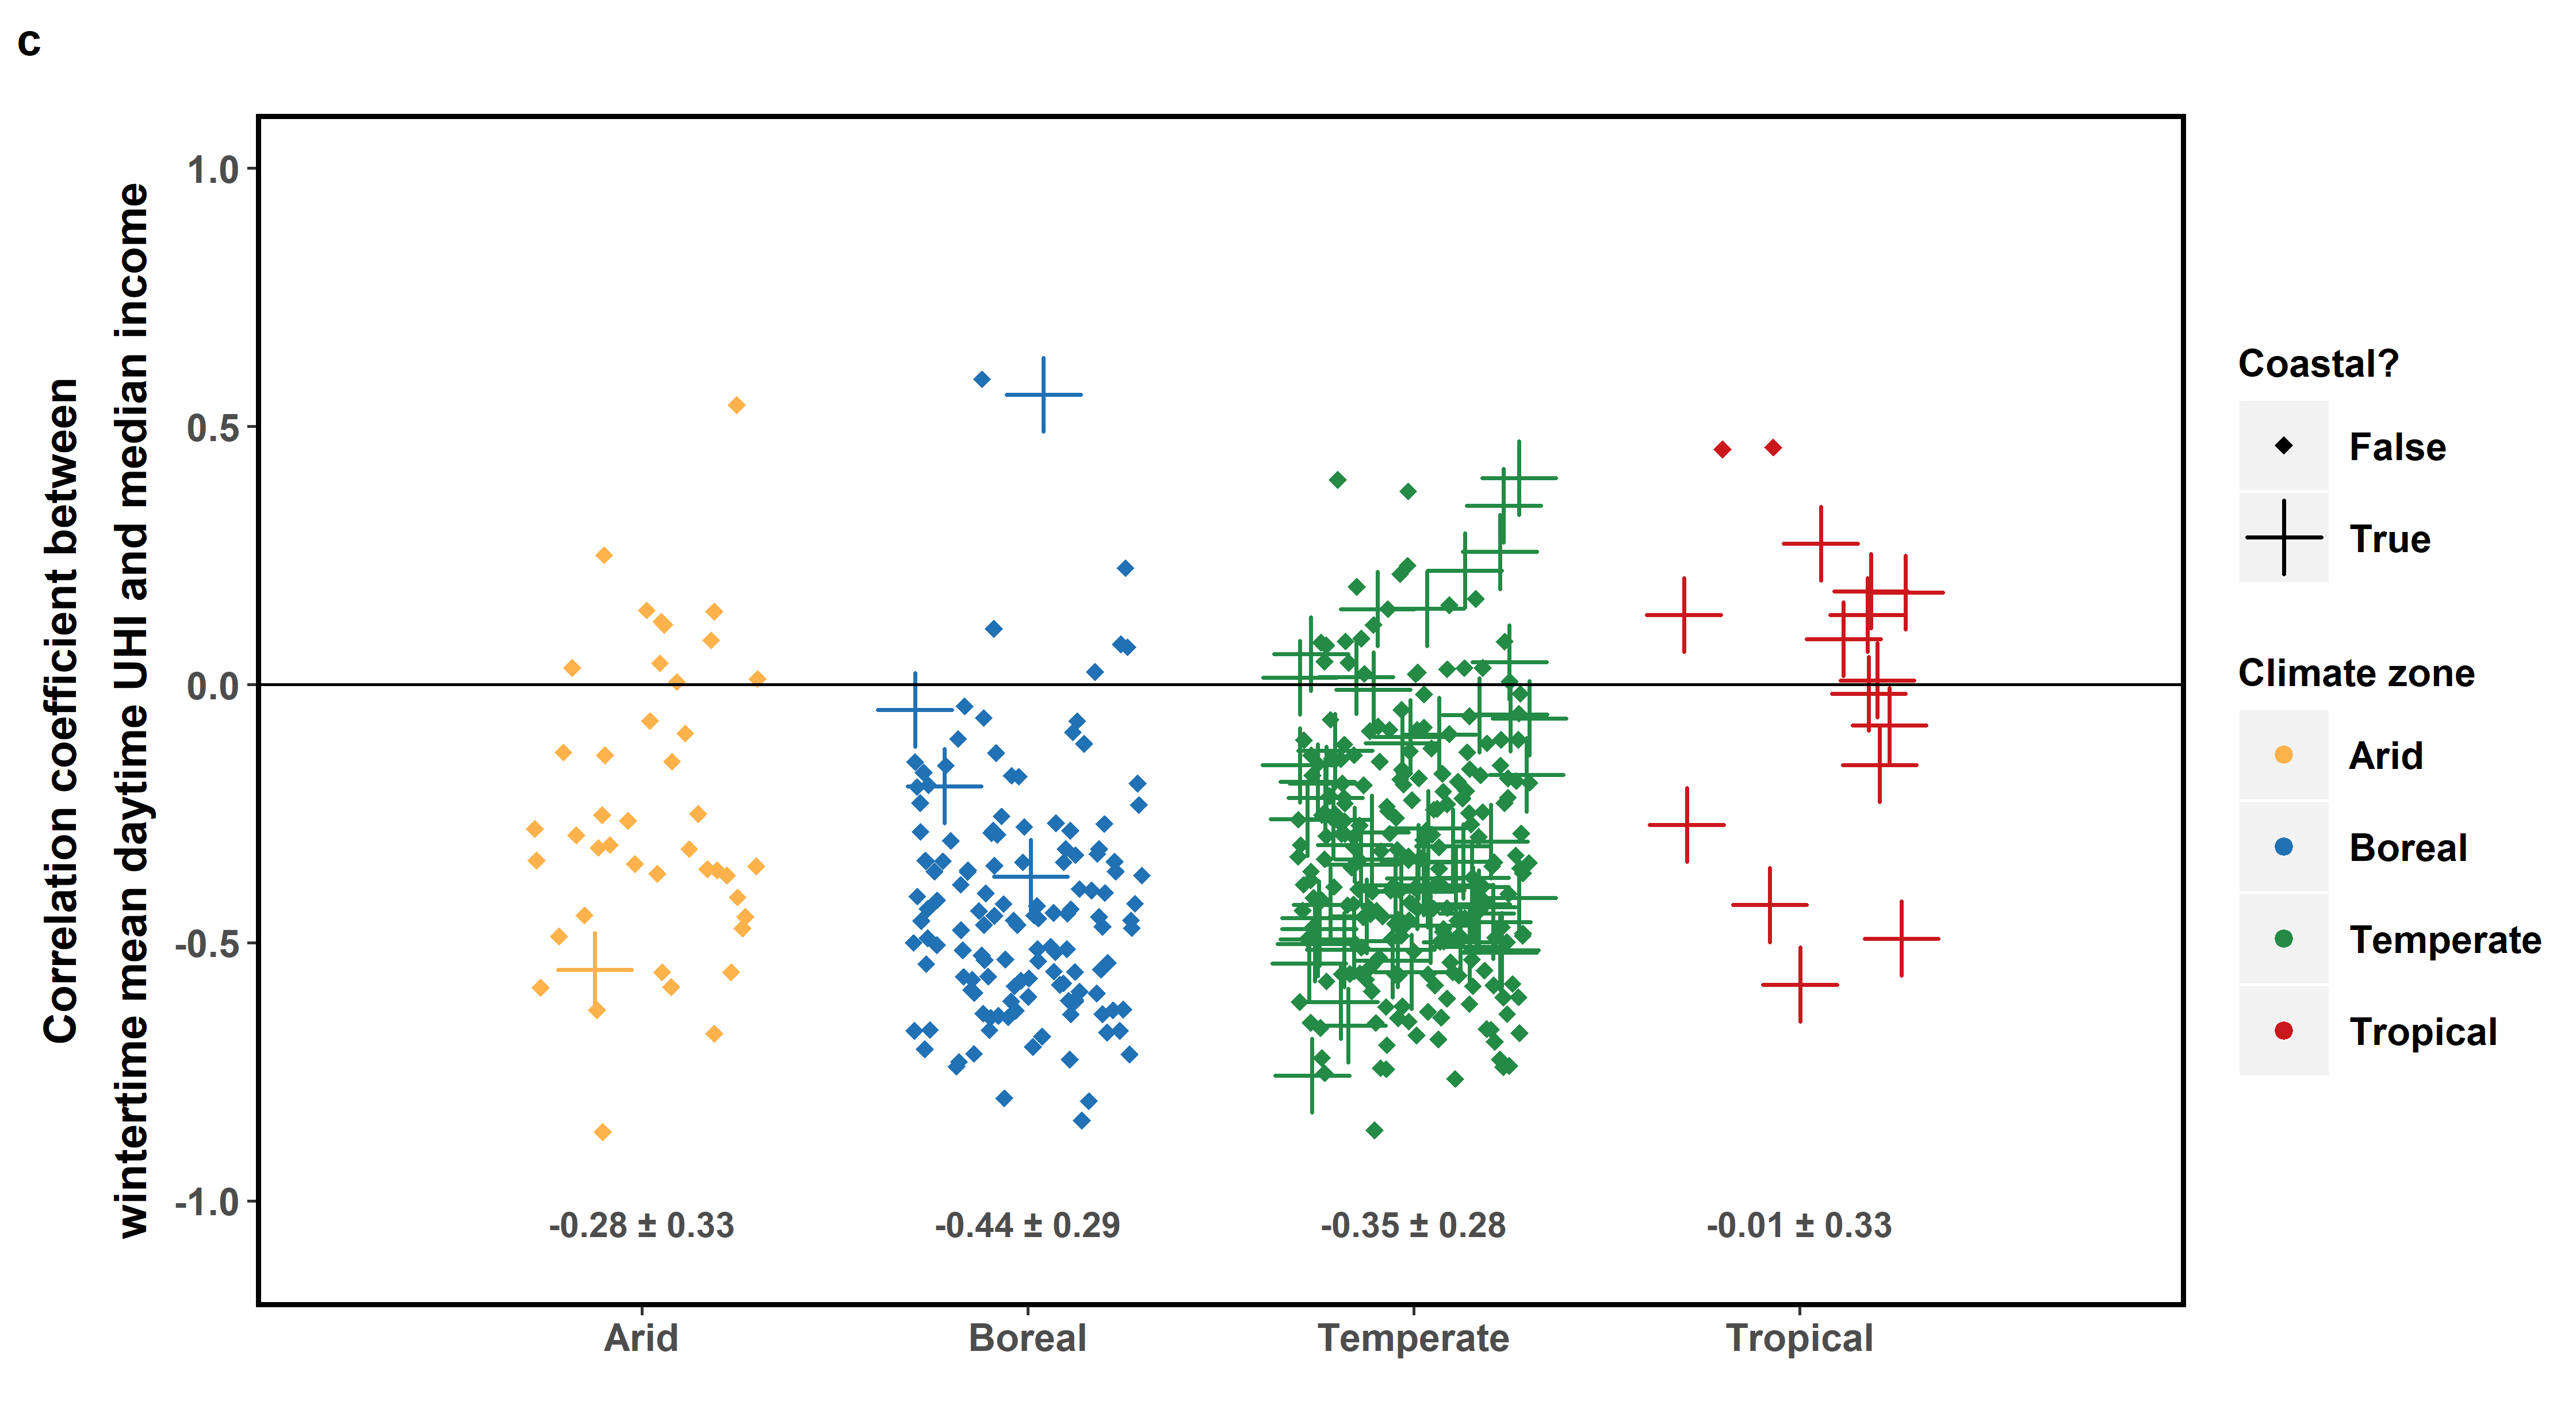 c
Correlation coefficient between
wintertime mean daytime UHI and median income
1.0
0.5
0.0
-0.5
-1.0
-0.28 ± 0.33
-0.44 ± 0.29
-0.35 ± 0.28
-0.01 ± 0.33
Arid
Boreal
Temperate
Tropical
Coastal?
False
True
Climate zone
Arid
Boreal
Temperate
Tropical